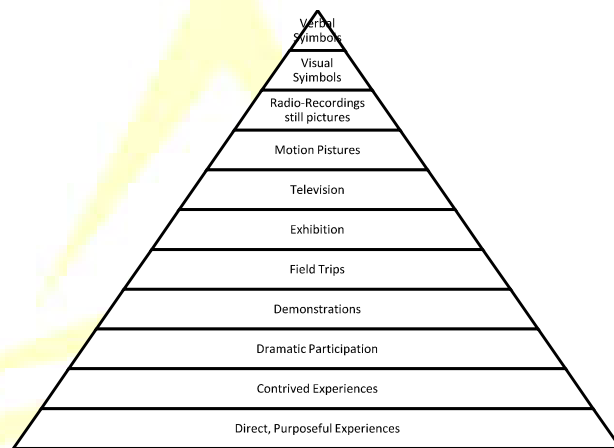 Verbal
Syimbols
Visual
Syimbols
Radio-Recordings
still pictures
Motion Pistures
Television
Exhibition
Field Trips
Demonstrations
Dramatic Participation
Contrived Experiences
Direct, Purposeful Experiences